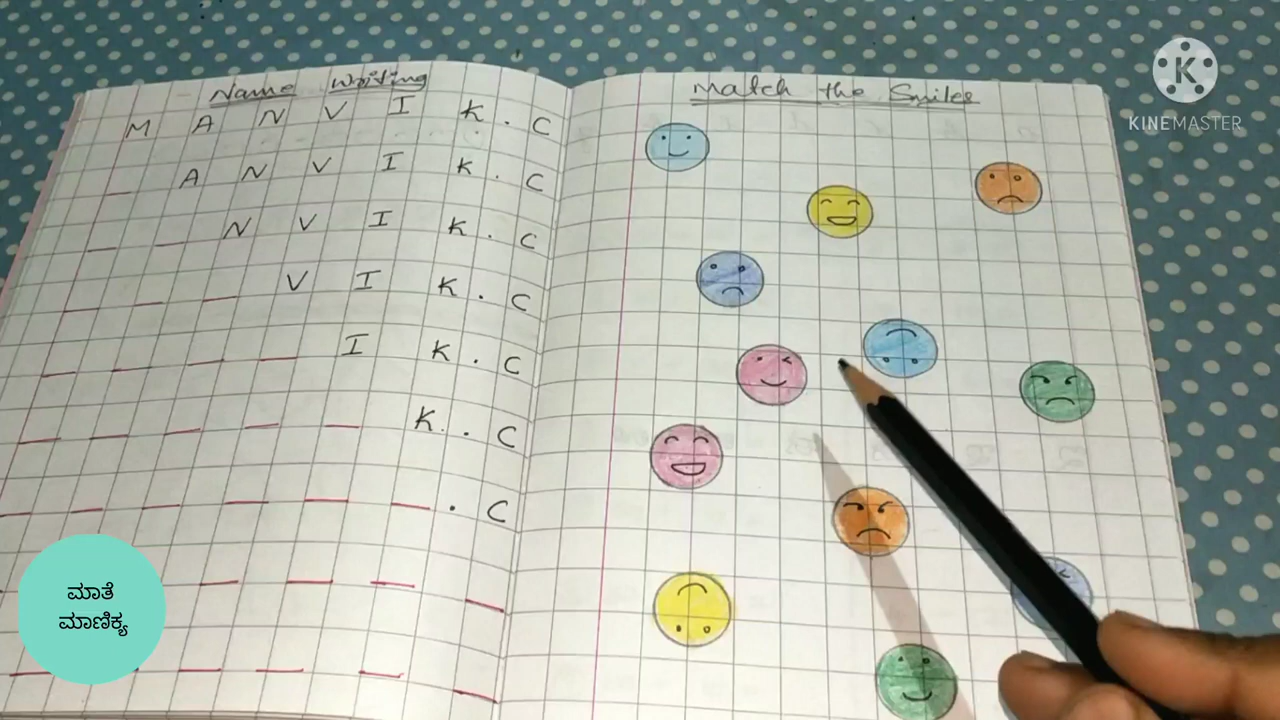 Name Writing
M A N V I K . C
_ A N V I K . C
_ _ N V I K . C
_ _ _ V I K . C
_ _ _ _ I K . C
_ _ _ _ _ K . C
_ _ _ _ _ _ . C
Match the Smiles
KINEMASTER
ಮಾತೆ
ಮಾಣಿಕ್ಯ